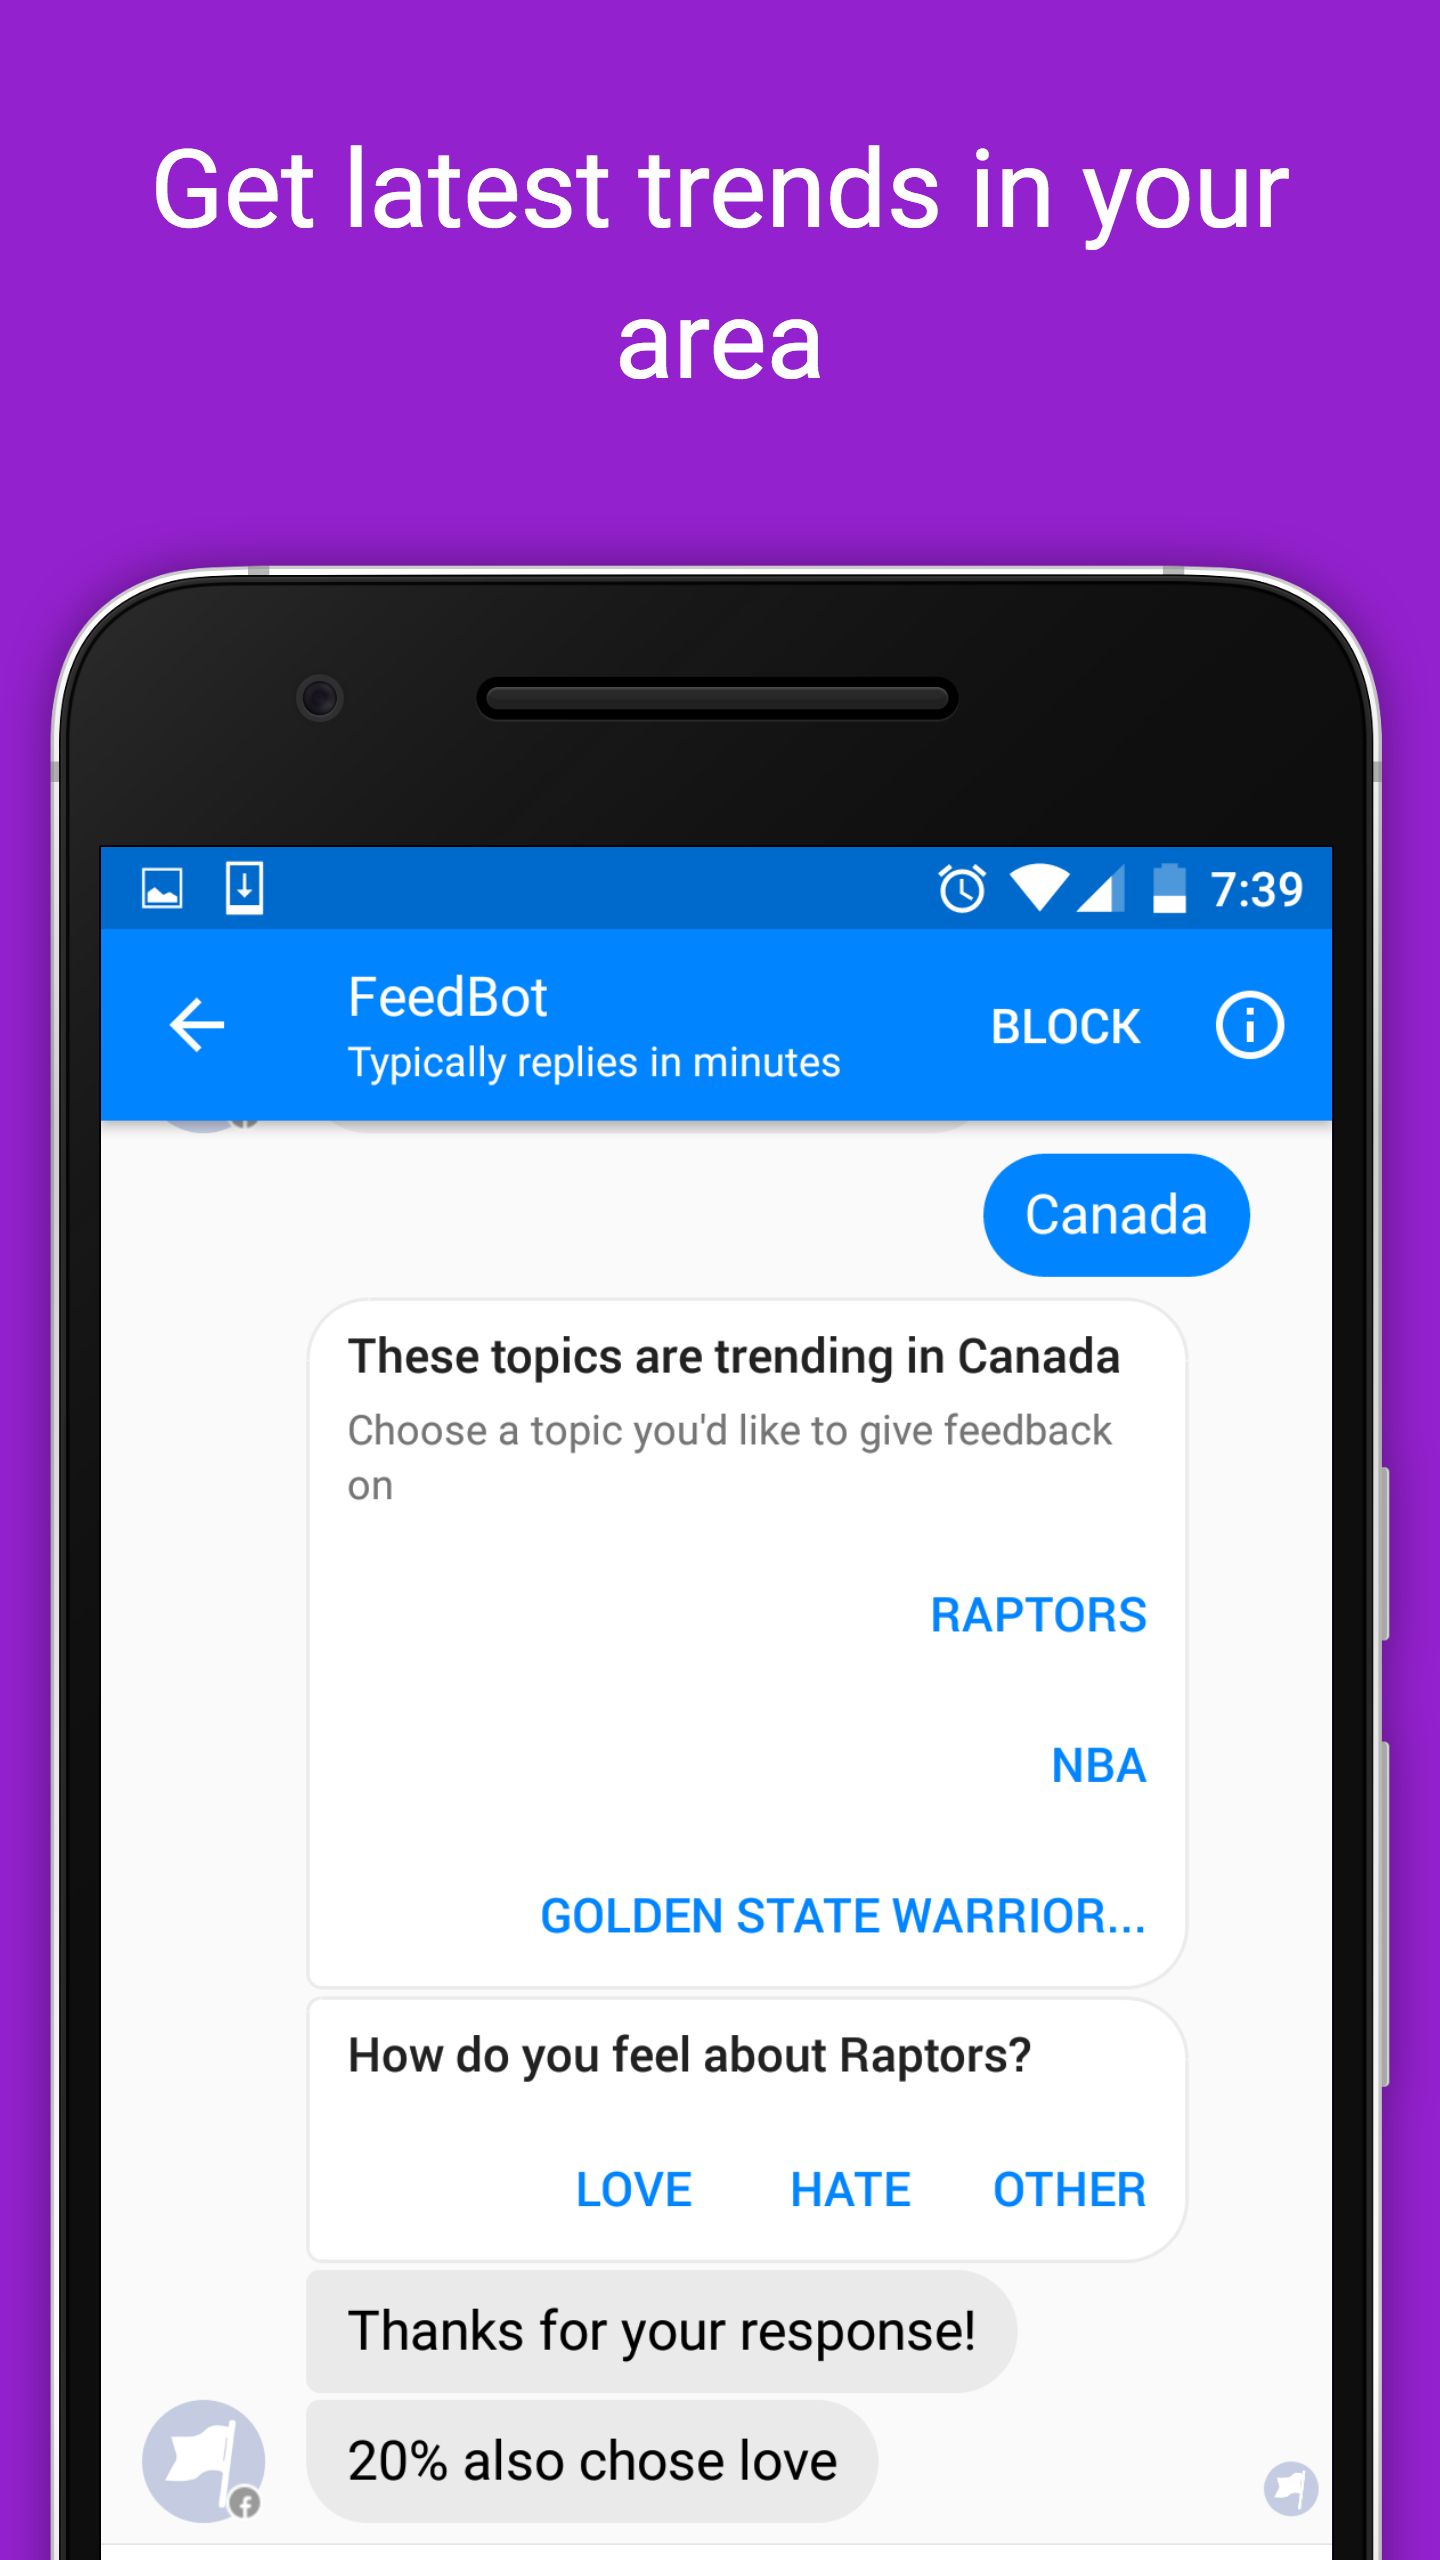 Get latest trends in your
area
7:39
FeedBot
Typically replies in minutes
BLOCK
Canada
These topics are trending in Canada
Choose a topic you'd like to give feedback
on
RAPTORS
NBA
GOLDEN STATE WARRIOR...
How do you feel about Raptors?
LOVE HATE OTHER
Thanks for your response!
20% also chose love